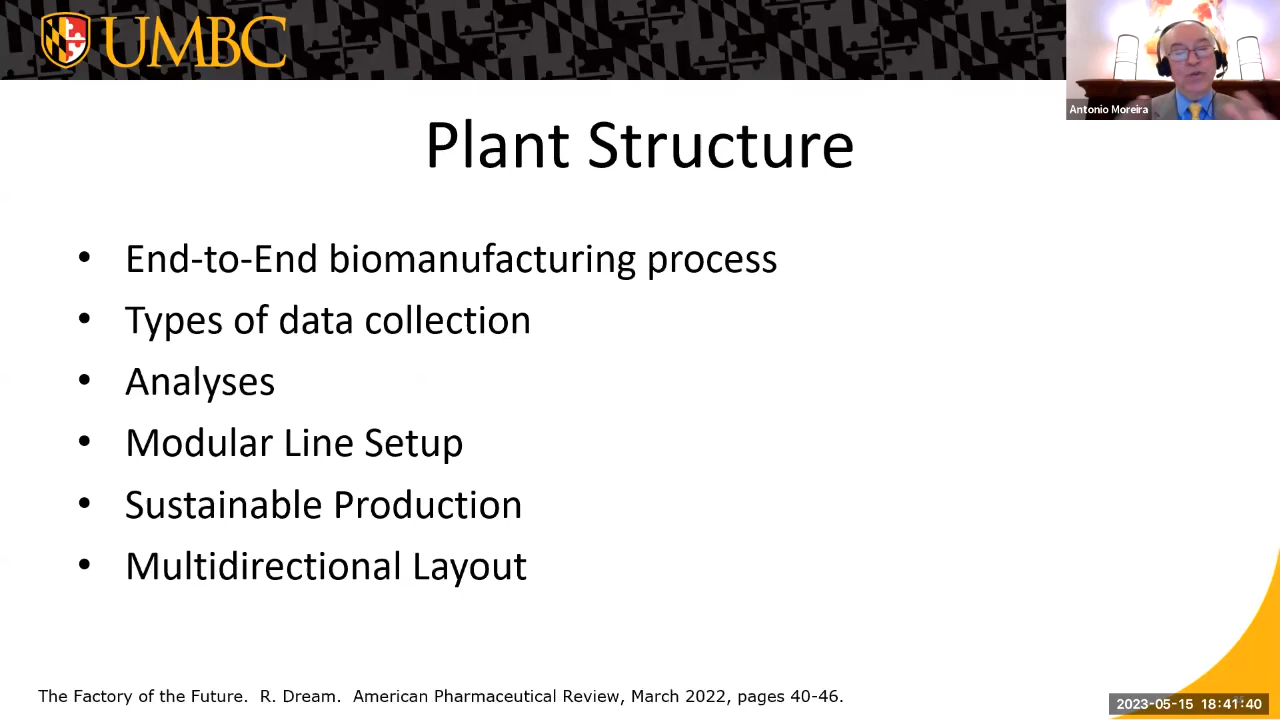 UMBC
Antonio Moreira
Plant Structure
• End-to-End biomanufacturing process
• Types of data collection
• Analyses
• Modular Line Setup
• Sustainable Production
• Multidirectional Layout
The Factory of the Future. R. Dream. American Pharmaceutical Review, March 2022, pages 40-46.
2023-05-15 18:41:40